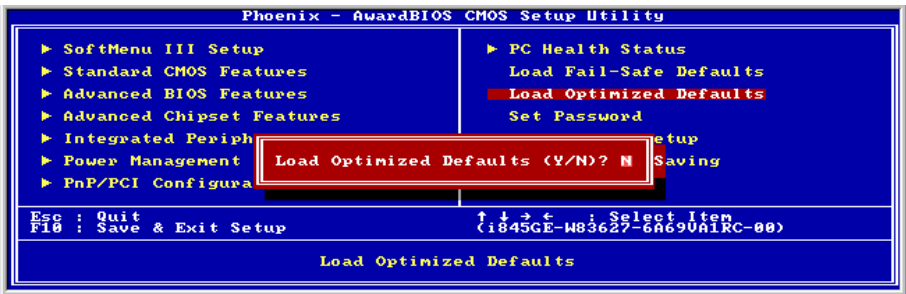 Phoenix - AwardBIOS CMOS Setup Utility
► SoftMenu III Setup
► Standard CMOS Features
► Advanced BIOS Features
► Advanced Chipset Features
► Integrated Periph
► Power Management
► PnP/PCI Configura
► PC Health Status
Load Fail-Safe Defaults
Load Optimized Defaults
Set Password
etup
Saving
Load Optimized Defaults (Y/N)? N
Esc : Quit
F10 : Save & Exit Setup
↑ ↓ → ← : Select Item
(i845GE-W83627-6A69VA1RC-00)
Load Optimized Defaults